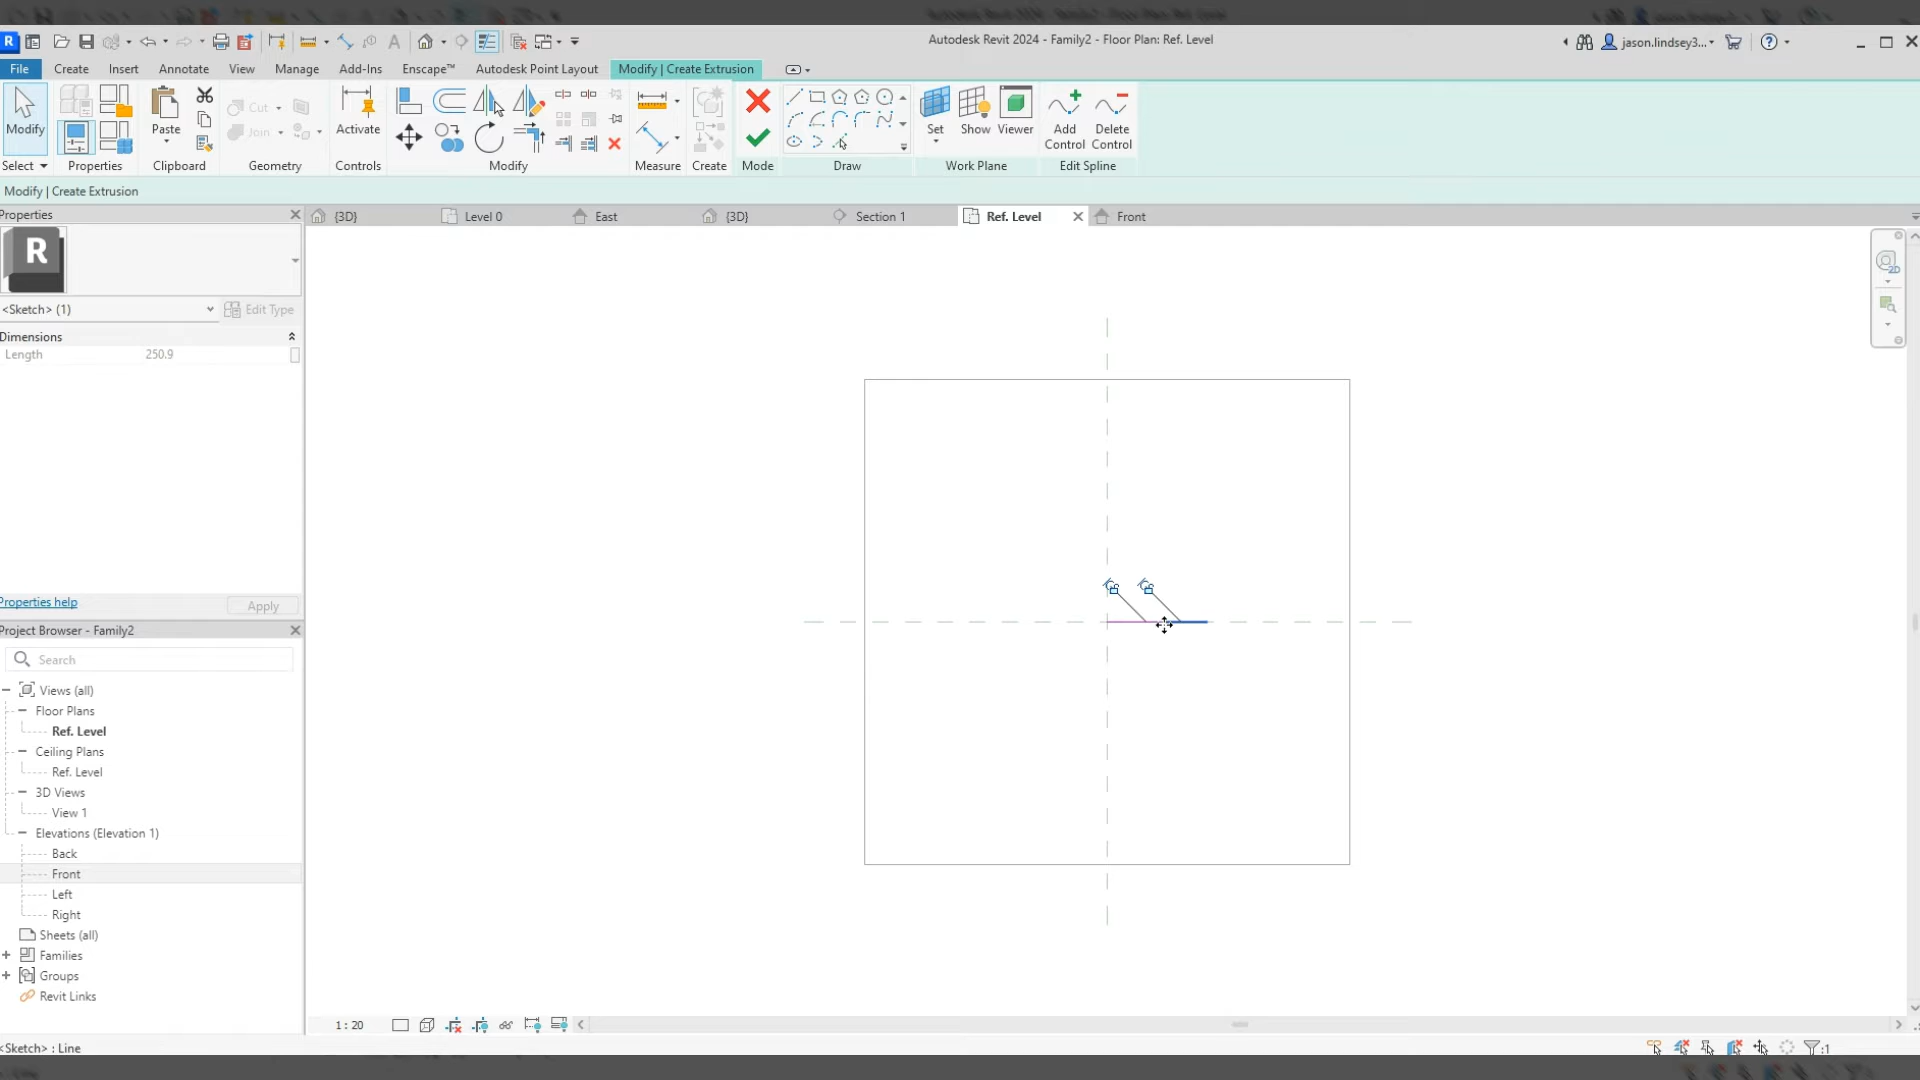 Autodesk Revit 2024 - Family2 - Floor Plan: Ref. Level
jason.lindsey3...
File Create Insert Annotate View Manage Add-Ins Enscape™ Autodesk Point Layout Modify | Create Extrusion
Modify
Select
Properties
Paste
Clipboard
Cut
Join
Geometry
Activate
Controls
Modify
Measure
Create
Mode
Draw
Set
Show
Viewer
Work Plane
Add
Control
Delete
Control
Edit Spline
Modify | Create Extrusion
Properties
R
<Sketch> (1)
Edit Type
Dimensions
Length 250.9
Properties help
Apply
{3D}
Level 0
East
{3D}
Section 1
Ref. Level
Front
2D
Project Browser - Family2
Search
Views (all)
Floor Plans
Ref. Level
Ceiling Plans
Ref. Level
3D Views
View 1
Elevations (Elevation 1)
Back
Front
Left
Right
Sheets (all)
Families
Groups
Revit Links
1 : 20
<Sketch> : Line
:1